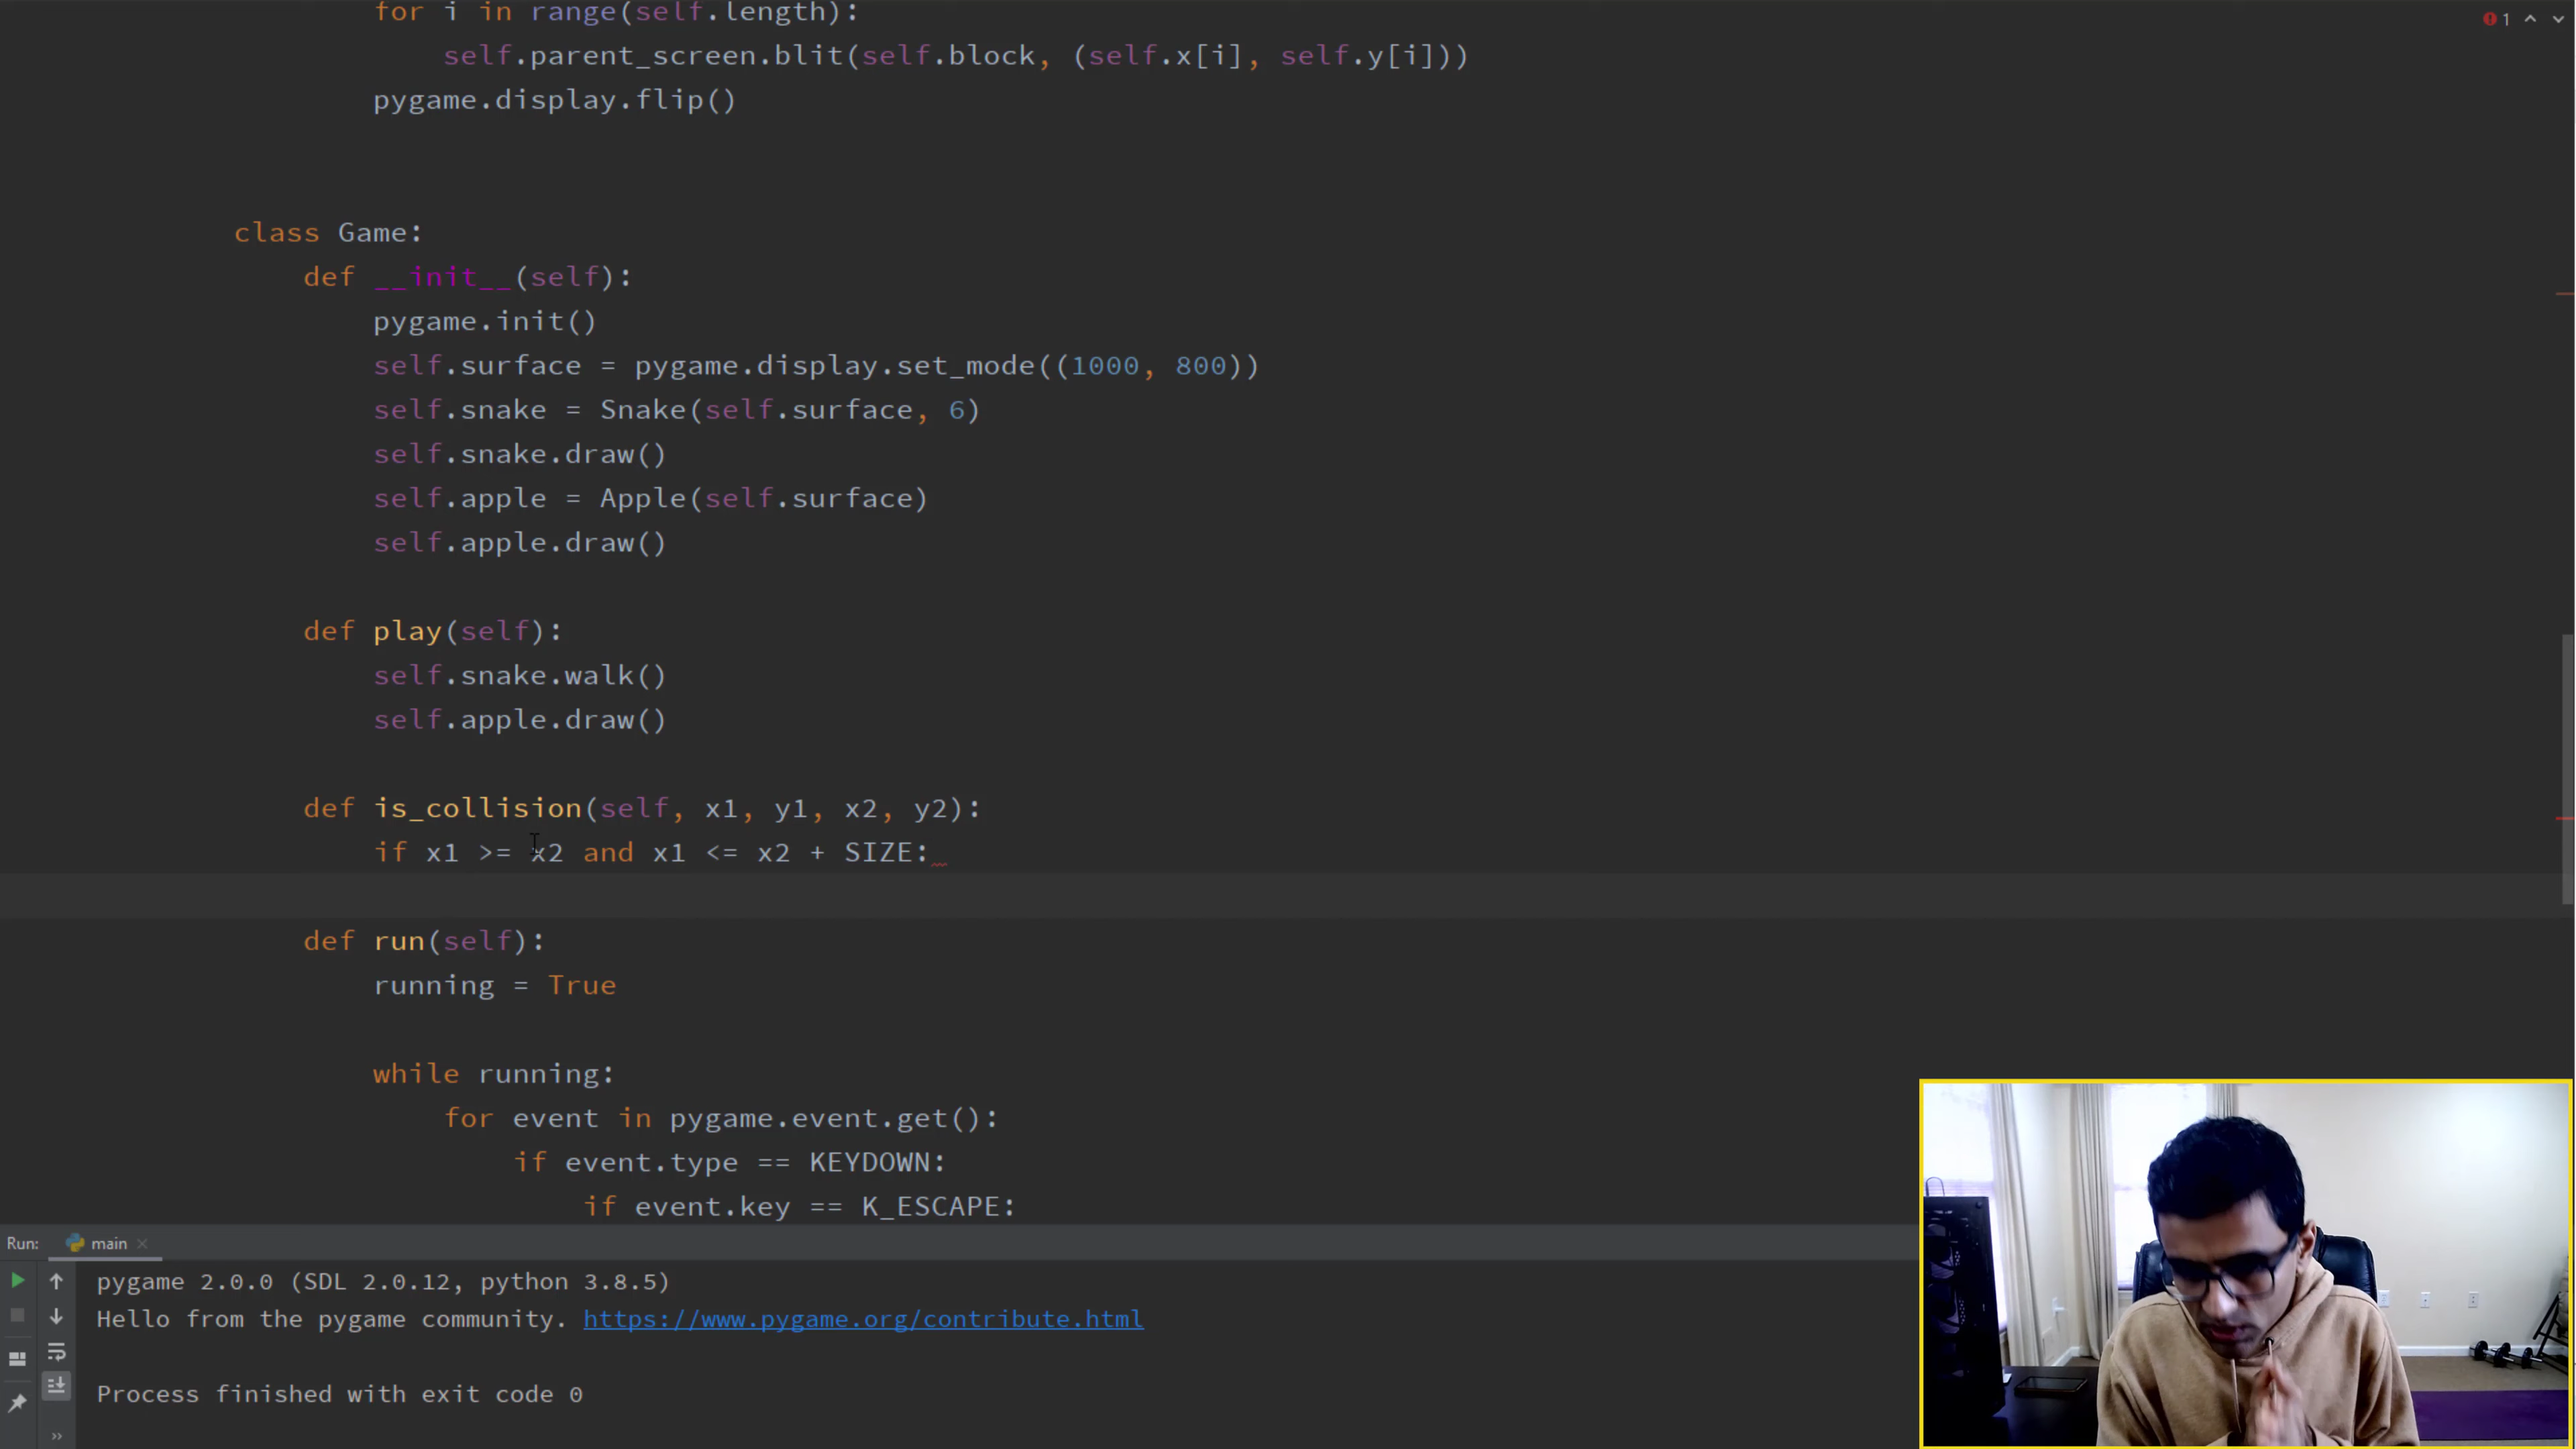 for i in range(self.length):
self.parent_screen.blit(self.block, (self.x[i], self.y[i]))
pygame.display.flip()
class Game:
def __init__(self):
pygame.init()
self.surface = pygame.display.set_mode((1000, 800))
self.snake = Snake(self.surface, 6)
self.snake.draw()
self.apple = Apple(self.surface)
self.apple.draw()
def play(self):
self.snake.walk()
self.apple.draw()
def is_collision(self, x1, y1, x2, y2):
if x1 >= x2 and x1 <= x2 + SIZE:
def run(self):
running = True
while running:
for event in pygame.event.get():
if event.type == KEYDOWN:
if event.key == K_ESCAPE:
1
Run: main
pygame 2.0.0 (SDL 2.0.12, python 3.8.5)
Hello from the pygame community. https://www.pygame.org/contribute.html
Process finished with exit code 0